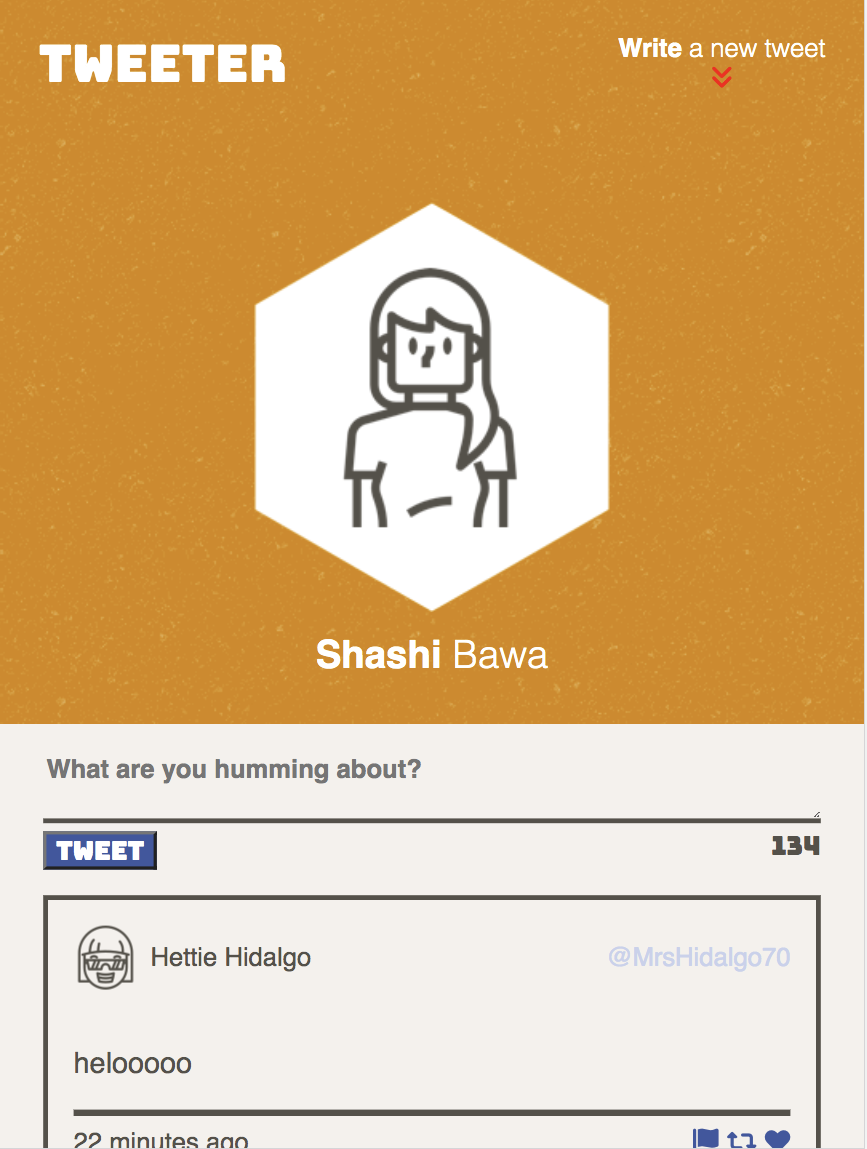 TWEETER
Write a new tweet
Shashi Bawa
What are you humming about?
TWEET
134
Hettie Hidalgo
@MrsHidalgo70
helooooo
22 minutes ago